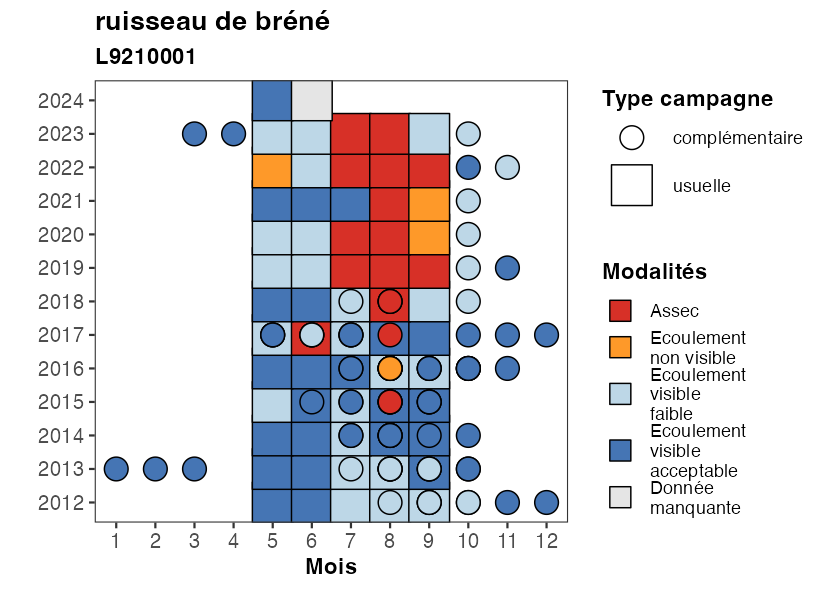 ruisseau de bréné
L9210001
2024
2023
2022
2021
2020
2019
2018
2017
2016
2015
2014
2013
2012
1 2 3 4 5 6 7 8 9 10 11 12
Mois
Type campagne
complémentaire
usuelle
Modalités
Assec
Ecoulement
non visible
Ecoulement
visible
faible
Ecoulement
visible
acceptable
Donnée
manquante